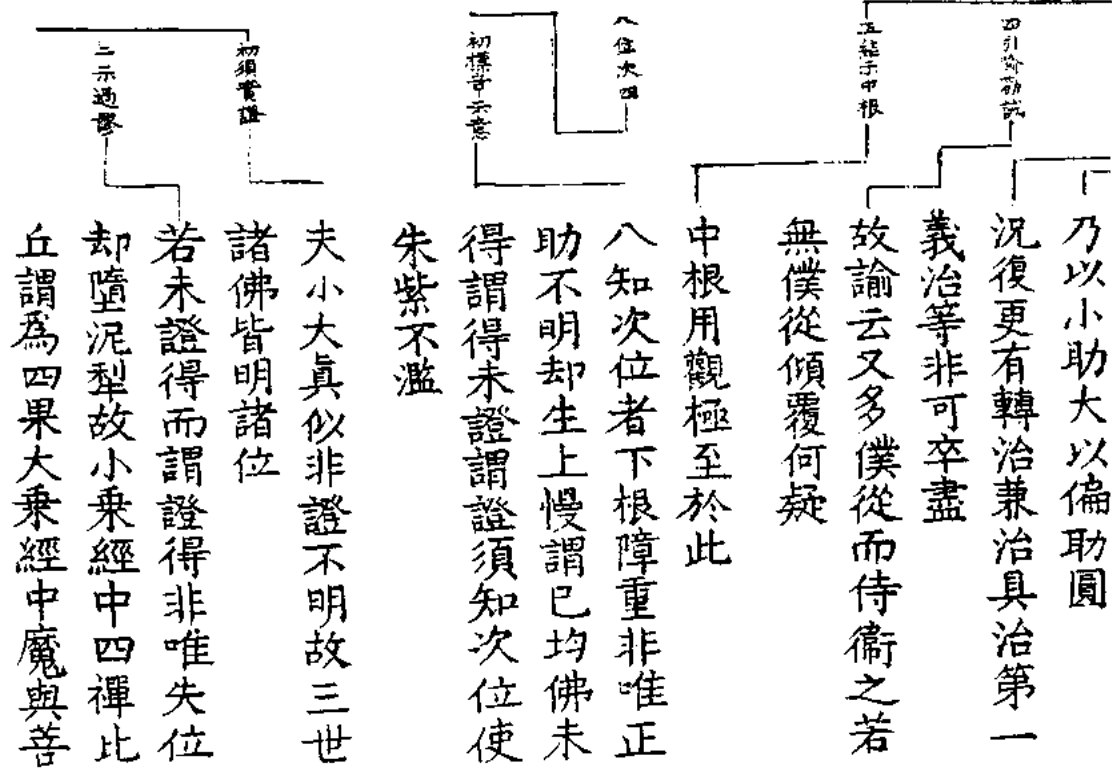 四引喻勸誡
乃以小助大以偏助圓
況復更有轉治兼治具治第一
義治等非可卒盡
故諭云又多僕從而侍衞之若
無僕從傾覆何疑
五結示中根
中根用觀極至於此
八位次四
初標章示意
八知次位者下根障重非唯正
助不明却生上慢謂已均佛未
得謂得未證謂證須知次位使
朱紫不濫
初須實證
夫小大眞似非證不明故三世
諸佛皆明諸位
二示過謬
若未證得而謂證得非唯失位
却墮泥犁故小乗經中四禪比
丘謂爲四果大乗經中魔與善